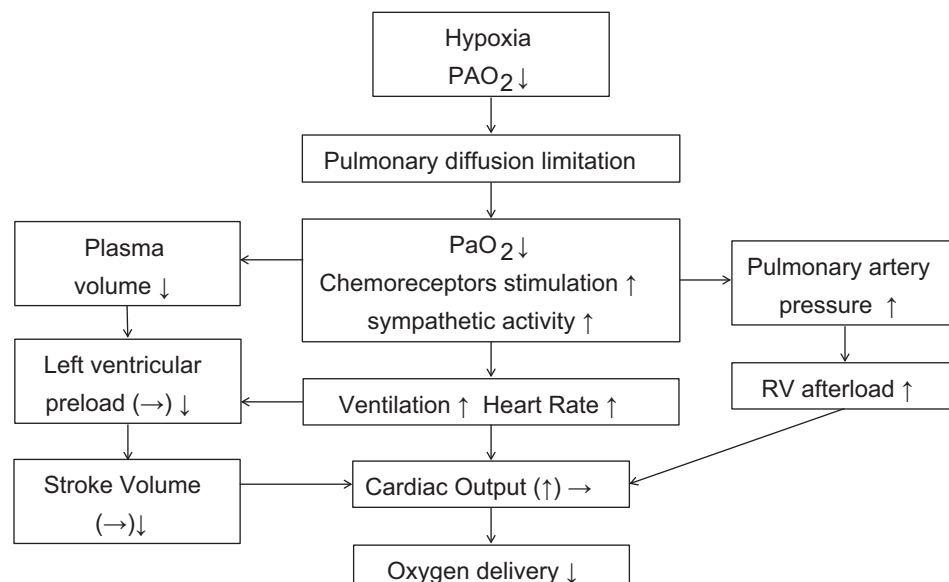 Hypoxia
PAO2↓
Pulmonary diffusion limitation
PaO2↓
Chemoreceptors stimulation ↑
sympathetic activity ↑
Plasma
volume ↓
Pulmonary artery
pressure ↑
Left ventricular
preload (→) ↓
Ventilation ↑ Heart Rate ↑
RV afterload ↑
Stroke Volume
(→)↓
Cardiac Output (↑) →
Oxygen delivery ↓